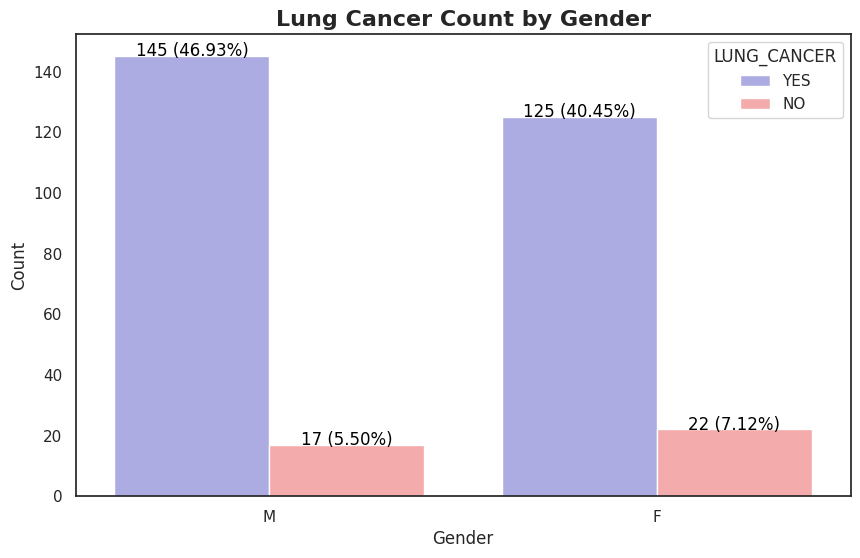 Lung Cancer Count by Gender
145 (46.93%)
125 (40.45%)
17 (5.50%)
22 (7.12%)
LUNG_CANCER
YES
NO
Count
140
120
100
80
60
40
20
0
M
F
Gender